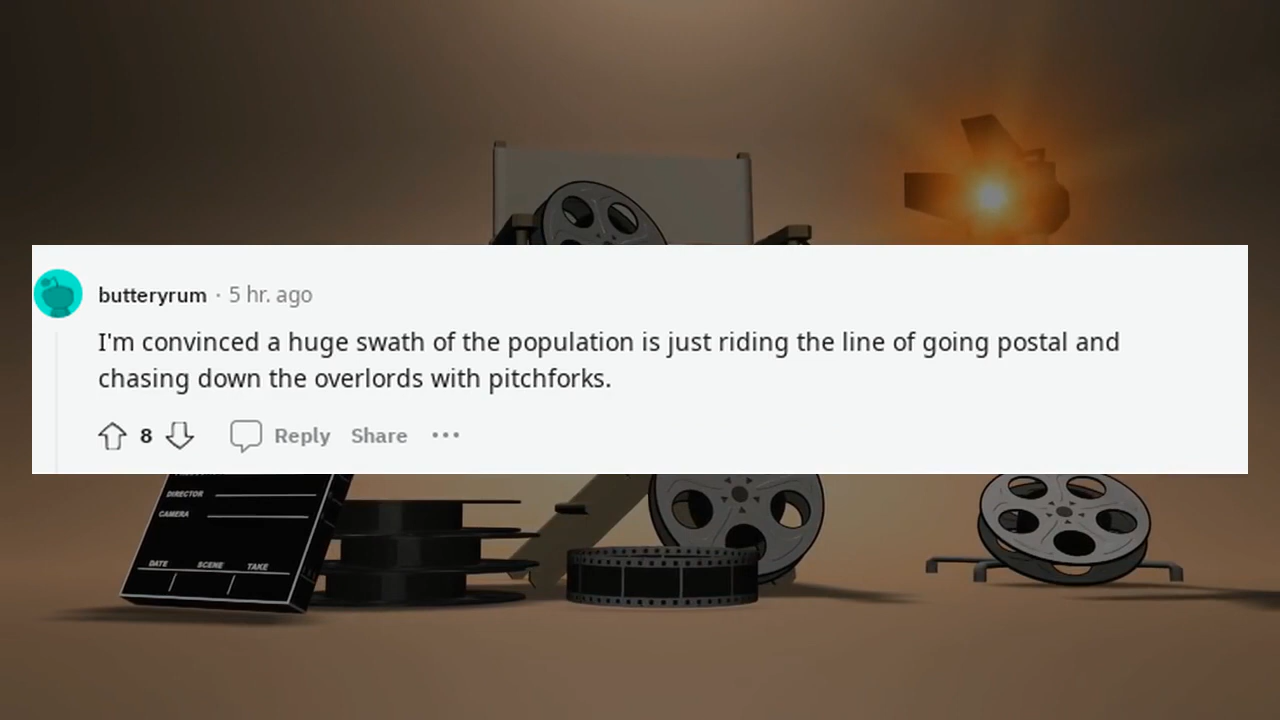 butteryrum · 5 hr. ago
I'm convinced a huge swath of the population is just riding the line of going postal and
chasing down the overlords with pitchforks.
8 Reply Share •••
DIRECTOR
CAMERA
DATE SCENE TAKE